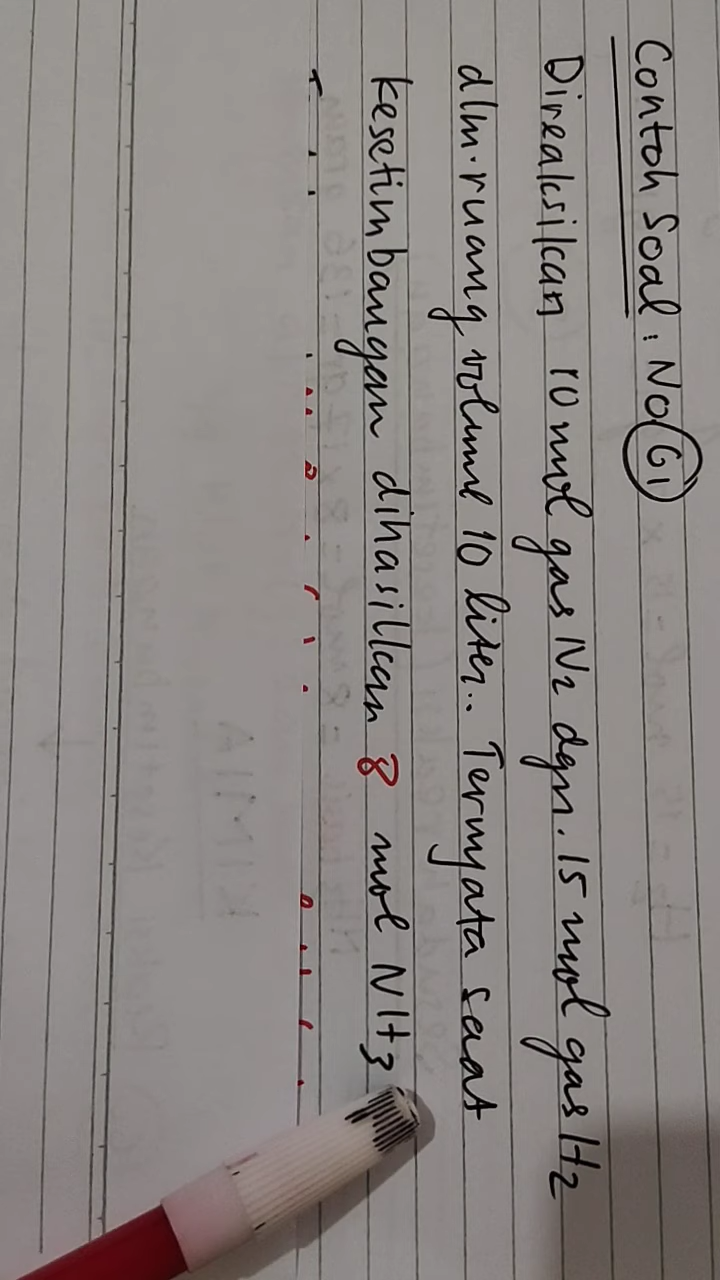 Contoh Soal : No 61
Direaksikan 10 mol gas N2 dgn. 15 mol gas H2
dlm. ruang volume 10 liter.. Ternyata saat
kesetimbangan dihasilkan 8 mol NH3